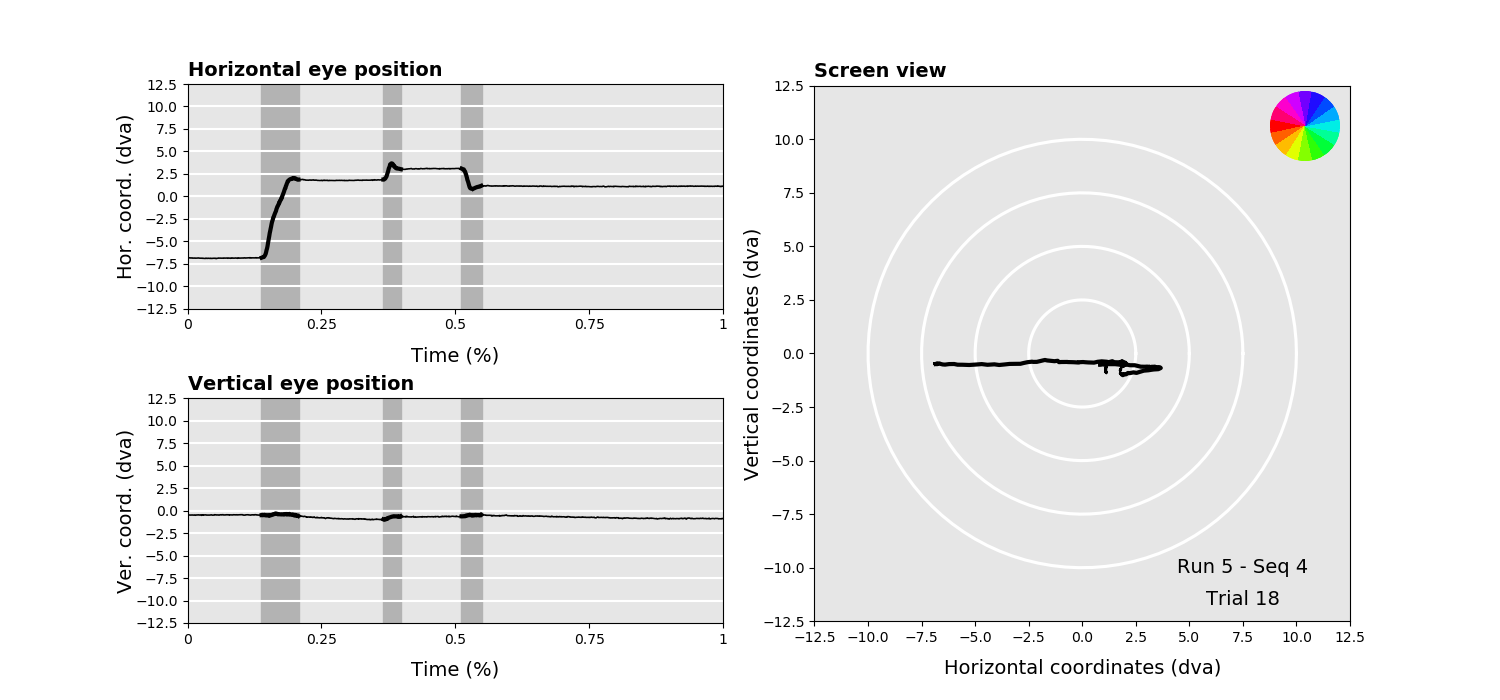 Horizontal eye position
Hor. coord. (dva)
12.5
10.0
7.5
5.0
2.5
0.0
−2.5
−5.0
−7.5
−10.0
−12.5
0 0.25 0.5 0.75 1
Time (%)
Vertical eye position
Ver. coord. (dva)
12.5
10.0
7.5
5.0
2.5
0.0
−2.5
−5.0
−7.5
−10.0
−12.5
0 0.25 0.5 0.75 1
Time (%)
Screen view
Vertical coordinates (dva)
12.5
10.0
7.5
5.0
2.5
0.0
−2.5
−5.0
−7.5
−10.0
−12.5
Run 5 - Seq 4
Trial 18
−12.5 −10.0 −7.5 −5.0 −2.5 0.0 2.5 5.0 7.5 10.0 12.5
Horizontal coordinates (dva)